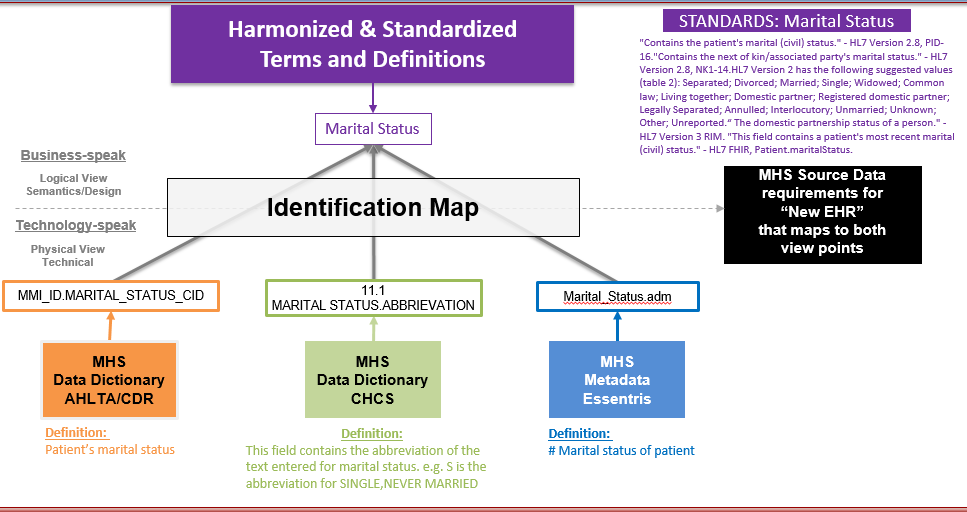 Harmonized & Standardized
Terms and Definitions
STANDARDS: Marital Status
"Contains the patient's marital (civil) status." - HL7 Version 2.8, PID-
16."Contains the next of kin/associated party's marital status." - HL7
Version 2.8, NK1-14.HL7 Version 2 has the following suggested values
(table 2): Separated; Divorced; Married; Single; Widowed; Common
law; Living together; Domestic partner; Registered domestic partner;
Legally Separated; Annulled; Interlocutory; Unmarried; Unknown;
Other; Unreported.“ The domestic partnership status of a person." -
HL7 Version 3 RIM. "This field contains a patient's most recent marital
(civil) status." - HL7 FHIR, Patient.maritalStatus.
Marital Status
Business-speak
Logical View
Semantics/Design
Identification Map
Technology-speak
Physical View
Technical
MHS Source Data
requirements for
“New EHR”
that maps to both
view points
MMI_ID.MARITAL_STATUS_CID
11.1
MARITAL STATUS.ABBRIEVATION
Marital_Status.adm
MHS
Data Dictionary
AHLTA/CDR
MHS
Data Dictionary
CHCS
MHS
Metadata
Essentris
Definition:
Patient’s marital status
Definition:
This field contains the abbreviation of the
text entered for marital status. e.g. S is the
abbreviation for SINGLE,NEVER MARRIED
Definition:
# Marital status of patient